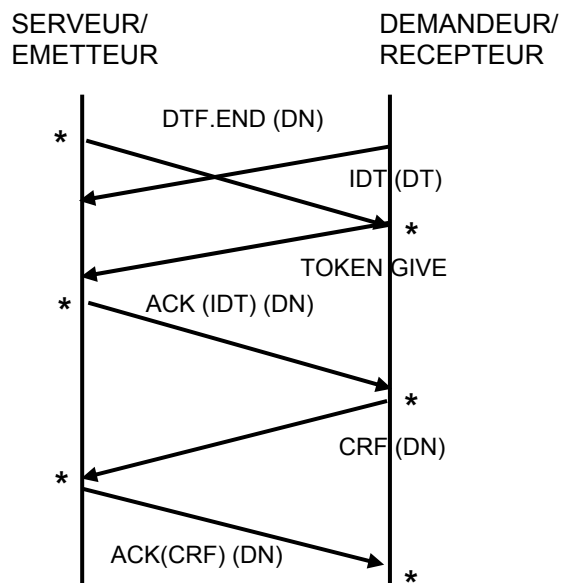 SERVEUR/
EMETTEUR
DEMANDEUR/
RECEPTEUR
DTF.END (DN)
*
IDT (DT)
*
TOKEN GIVE
* ACK (IDT) (DN)
*
CRF (DN)
*
ACK(CRF) (DN)
*